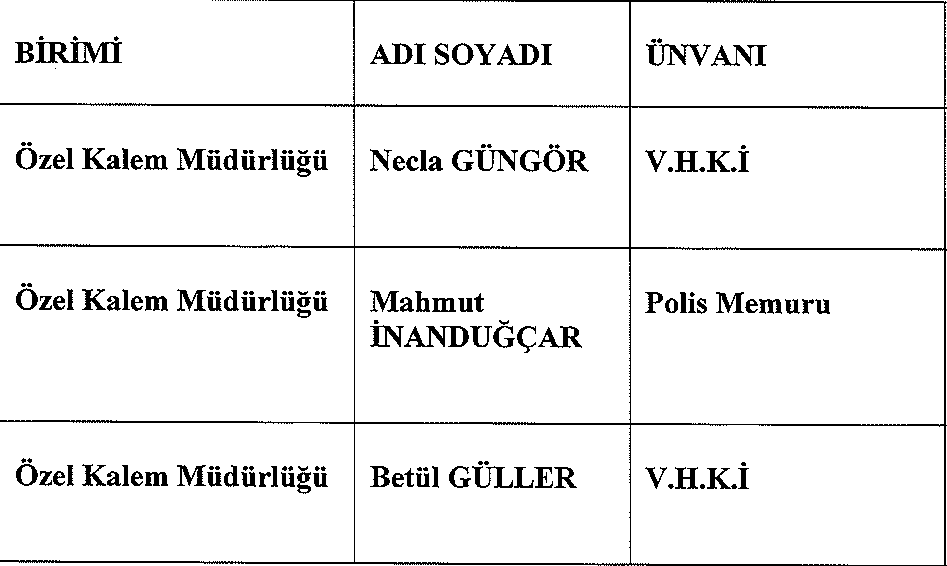 BİRİMİ ADI SOYADI ÜNVANI
Özel Kalem Müdürlüğü Necla GÜNGÖR V.H.K.İ
Özel Kalem Müdürlüğü Mahmut Polis Memuru
İNANDUĞÇAR
Özel Kalem Müdürlüğü Betül GÜLLER V.H.K.İ